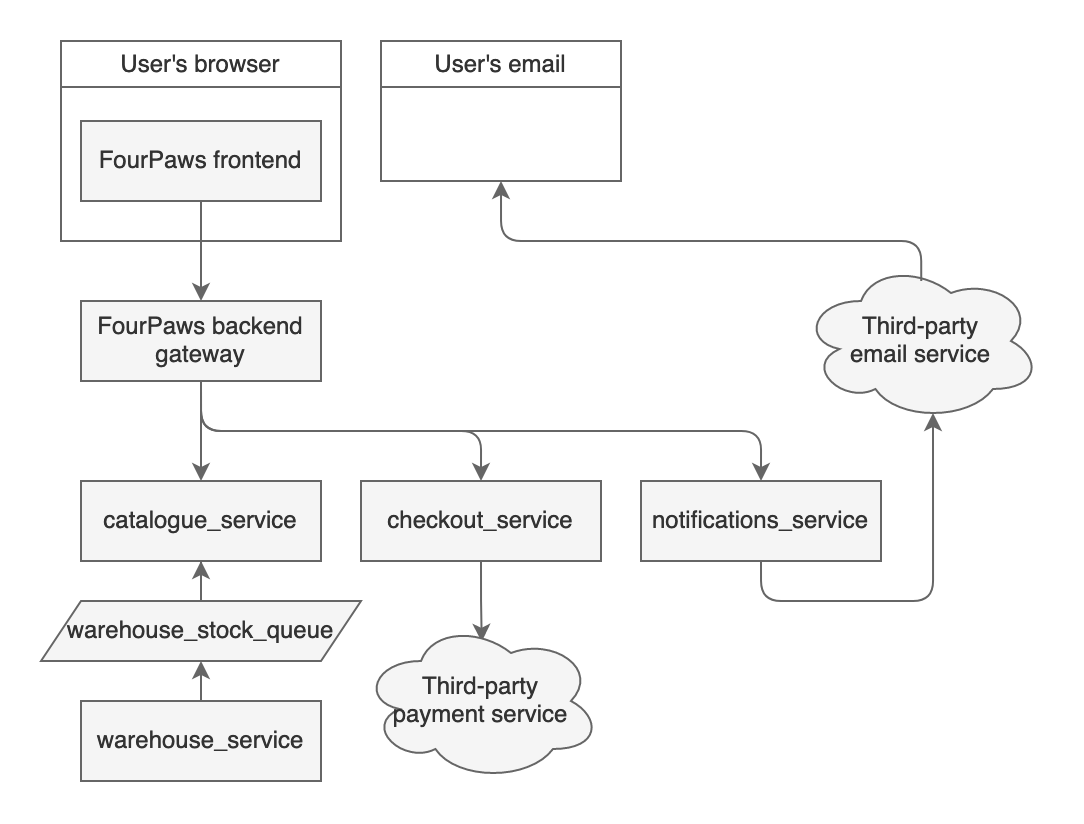 User's browser
User's email
FourPaws frontend
FourPaws backend
gateway
Third-party
email service
catalogue_service
checkout_service
notifications_service
warehouse_stock_queue
Third-party
payment service
warehouse_service